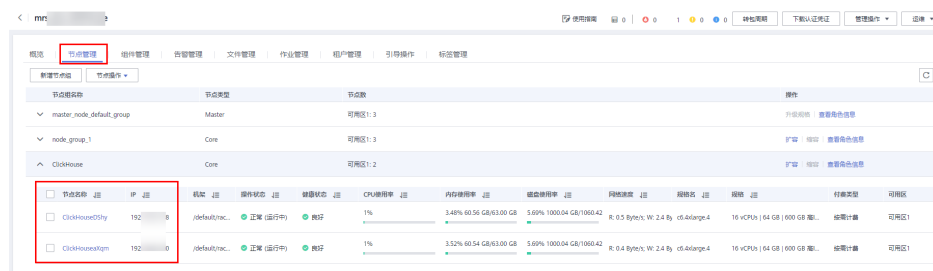 mrs e 使用指南 0 0 1 0 0 转包周期 下载认证凭证 管理操作 运维
概览 节点管理 组件管理 告警管理 文件管理 作业管理 租户管理 引导操作 标签管理
新增节点组 节点操作
节点组名称 节点类型 节点数 操作
master_node_default_group Master 可用区1: 3 升级规格 查看角色信息
node_group_1 Core 可用区1: 3 扩容 缩容 查看角色信息
ClickHouse Core 可用区1: 2 扩容 缩容 查看角色信息
节点名称 IP 机架 操作状态 健康状态 CPU使用率 内存使用率 磁盘使用率 网络速度 规格名 规格 付费类型 可用区
ClickHouseDShy 192 8 /default/rac... 正常 (运行中) 良好 1% 3.48% 60.56 GB/63.00 GB 5.69% 1000.04 GB/1060.42 R: 0.5 Byte/s; W: 2.4 By c6.4xlarge.4 16 vCPUs | 64 GB | 600 GB 高I... 按需计费 可用区1
ClickHouseaXqm 192 0 /default/rac... 正常 (运行中) 良好 1% 3.52% 60.54 GB/63.00 GB 5.69% 1000.04 GB/1060.42 R: 0.5 Byte/s; W: 2.4 By c6.4xlarge.4 16 vCPUs | 64 GB | 600 GB 高I... 按需计费 可用区1